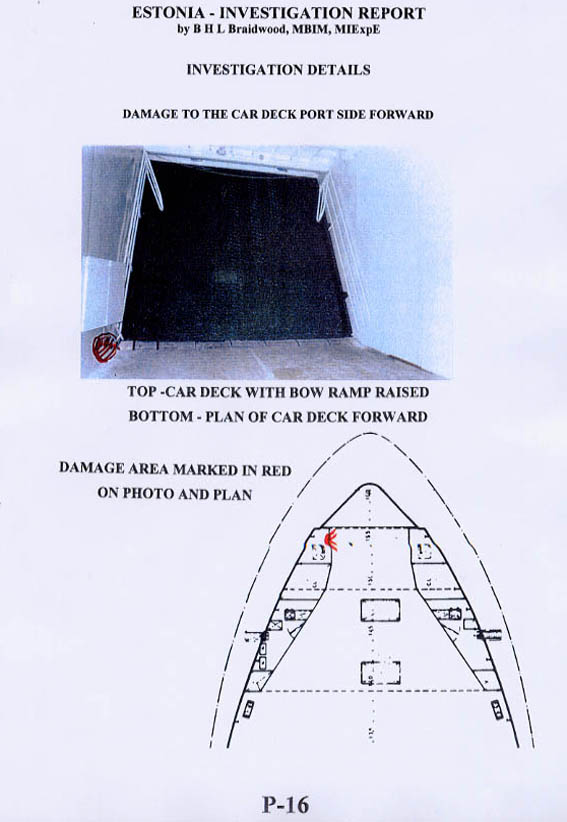 ESTONIA - INVESTIGATION REPORT
by B H L Braidwood, MBIM, MIExpE
INVESTIGATION DETAILS
DAMAGE TO THE CAR DECK PORT SIDE FORWARD
TOP -CAR DECK WITH BOW RAMP RAISED
BOTTOM - PLAN OF CAR DECK FORWARD
DAMAGE AREA MARKED IN RED
ON PHOTO AND PLAN
P-16